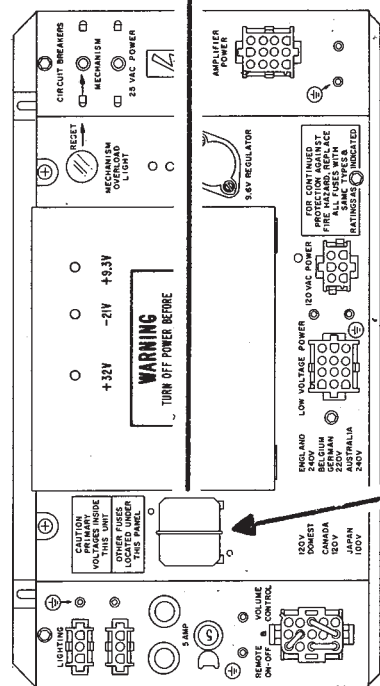 CIRCUIT BREAKERS
MECHANISM
25 VAC POWER
AMPLIFIER
POWER
RESET
MECHANISM
OVERLOAD
LIGHT
9.6V REGULATOR
FOR CONTINUED
PROTECTION AGAINST
FIRE HAZARD, REPLACE
ALL FUSES WITH
SAME TYPES &
RATINGS AS INDICATED
+9.3V
-21V
+32V
WARNING
TURN OFF POWER BEFORE
120 VAC POWER
LOW VOLTAGE POWER
CAUTION
PRIMARY
VOLTAGES INSIDE
THIS UNIT
OTHER FUSES
LOCATED UNDER
THIS PANEL
ENGLAND
240V
BELGIUM
GERMAN
220V
AUSTRALIA
240V
120V
DOMEST
CANADA
120V
JAPAN
100V
LIGHTING
5 AMP
5
REMOTE & VOLUME
ON-OFF CONTROL